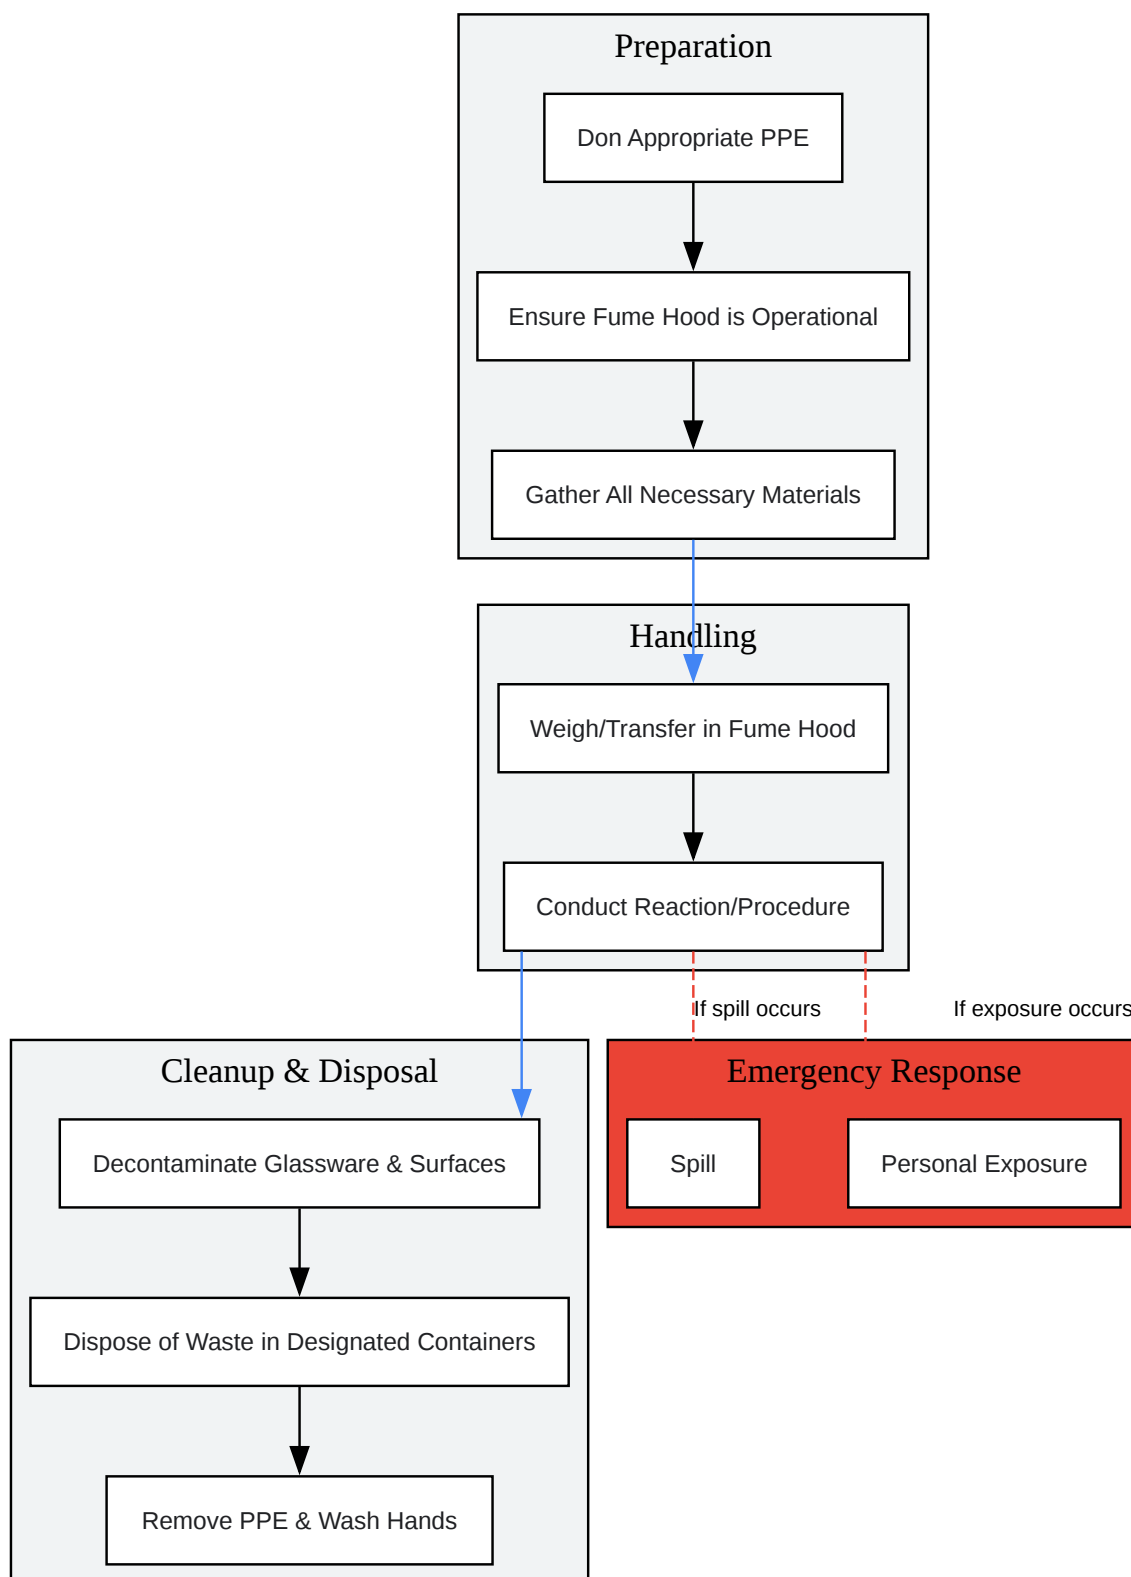 Preparation
Don Appropriate PPE
Ensure Fume Hood is Operational
Gather All Necessary Materials
Handling
Weigh/Transfer in Fume Hood
Conduct Reaction/Procedure
If spill occurs
If exposure occurs
Cleanup & Disposal
Decontaminate Glassware & Surfaces
Dispose of Waste in Designated Containers
Remove PPE & Wash Hands
Emergency Response
Spill
Personal Exposure